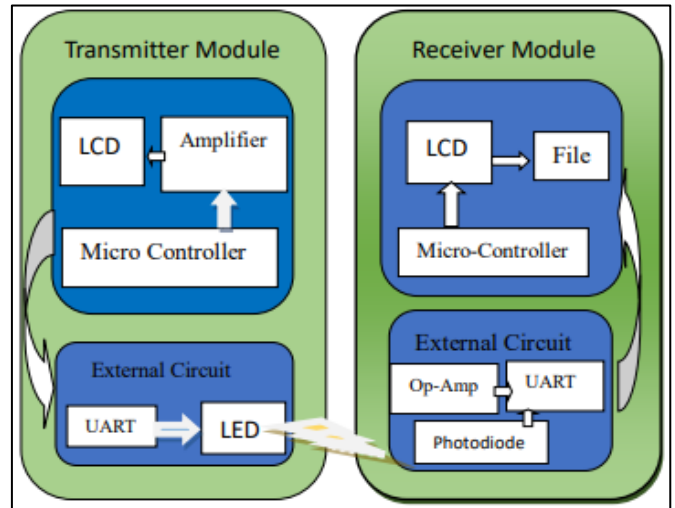 Transmitter Module
LCD
Amplifier
Micro Controller
External Circuit
UART
LED
Receiver Module
LCD
File
Micro-Controller
External Circuit
Op-Amp
UART
Photodiode